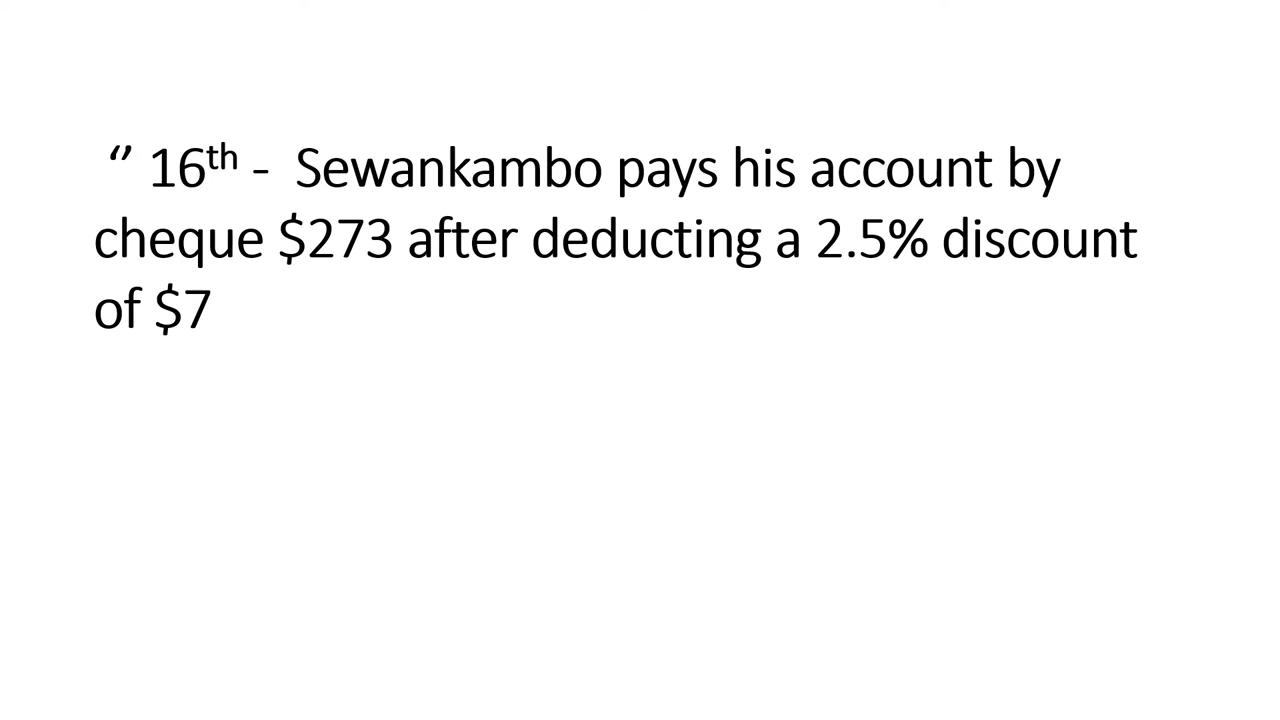 ‘’ 16th - Sewankambo pays his account by
cheque $273 after deducting a 2.5% discount
of $7